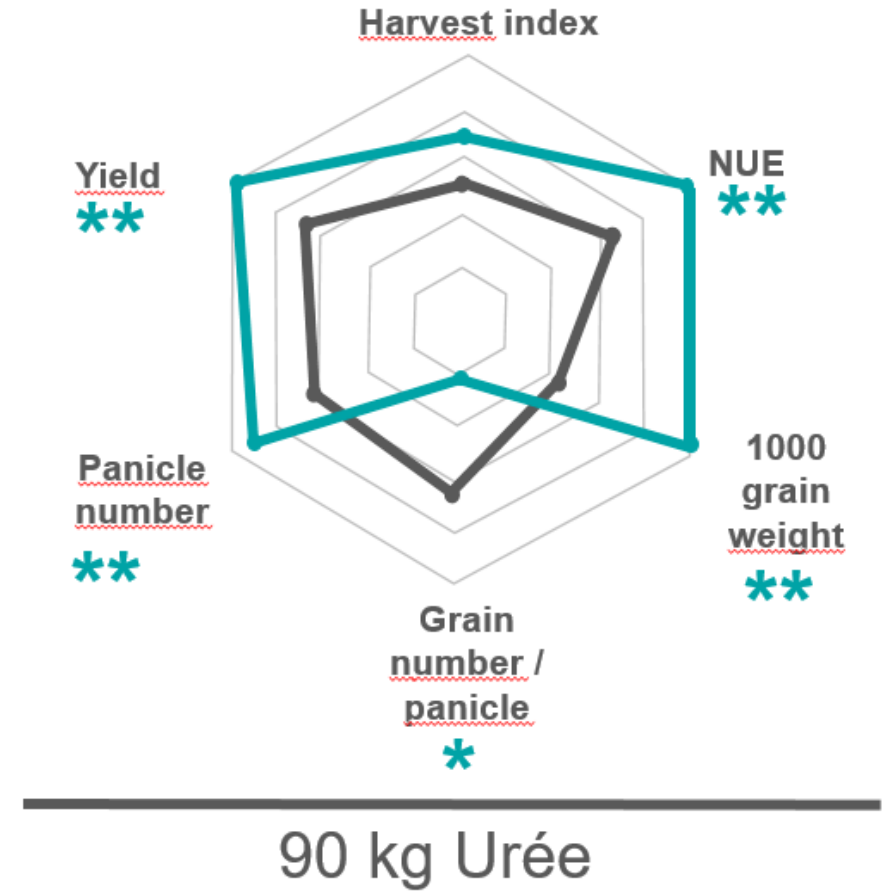 Harvest index
Yield
**
NUE
**
Panicle
number
**
1000
grain
weight
**
Grain
number /
panicle
*
90 kg Urée